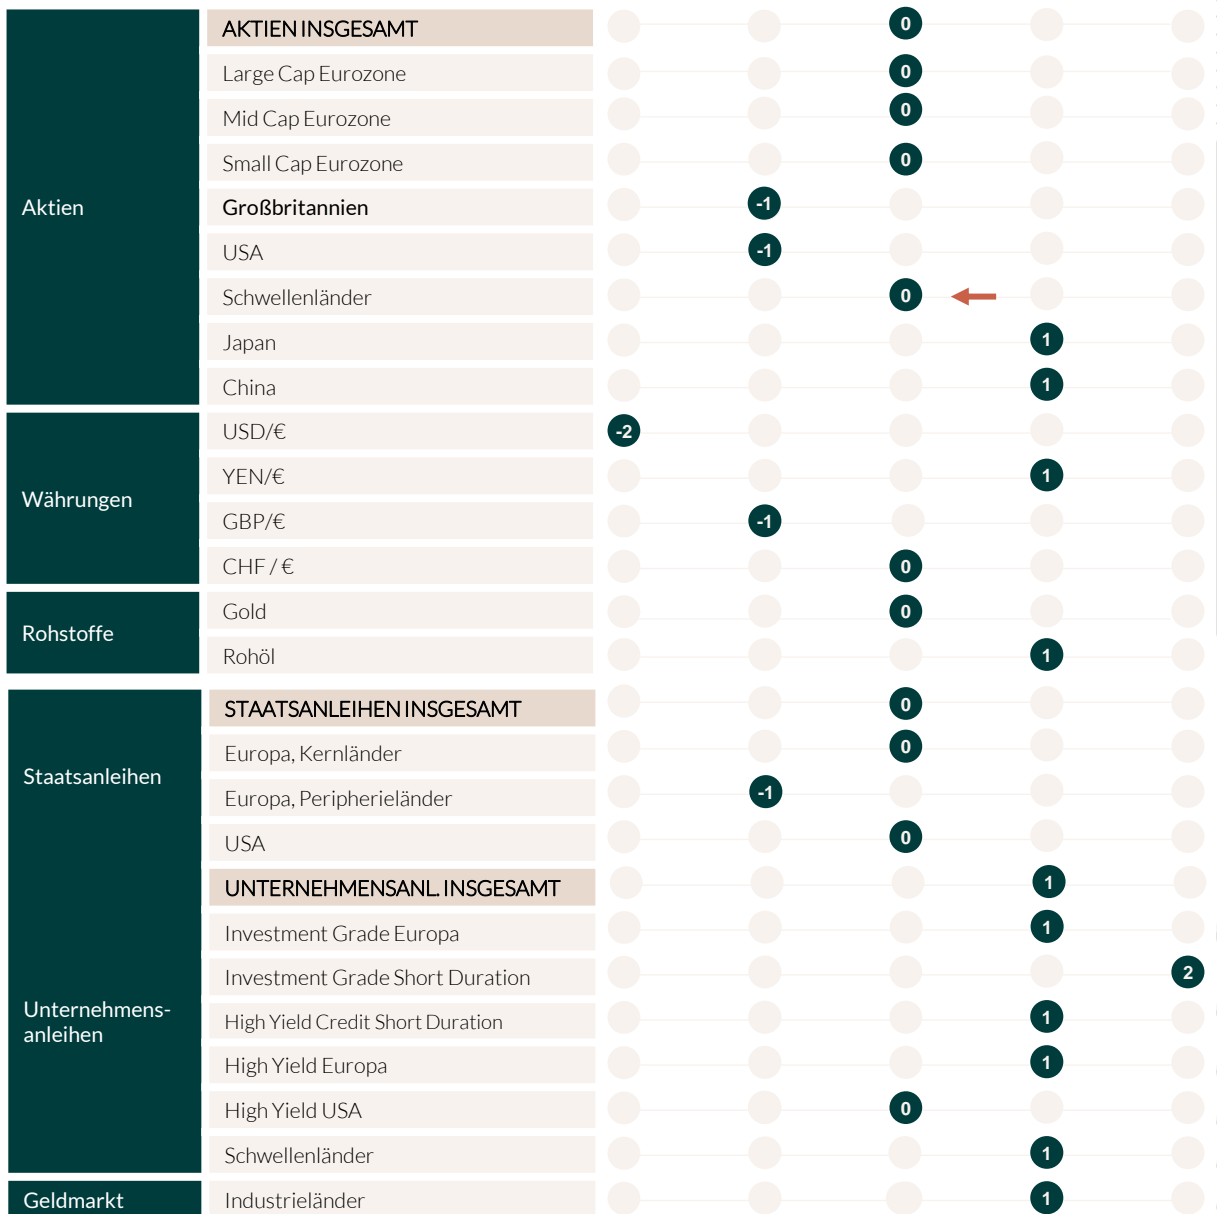 Aktien
AKTIEN INSGESAMT 0
Large Cap Eurozone 0
Mid Cap Eurozone 0
Small Cap Eurozone 0
Großbritannien -1
USA -1
Schwellenländer 0
Japan 1
China 1
Währungen
USD/€ -2
YEN/€ 1
GBP/€ -1
CHF / € 0
Rohstoffe
Gold 0
Rohöl 1
Staatsanleihen
STAATSANLEIHEN INSGESAMT 0
Europa, Kernländer 0
Europa, Peripherieländer -1
USA 0
Unternehmens-
anleihen
UNTERNEHMENSANL. INSGESAMT 1
Investment Grade Europa 1
Investment Grade Short Duration 2
High Yield Credit Short Duration 1
High Yield Europa 1
High Yield USA 0
Schwellenländer 1
Geldmarkt
Industrieländer 1